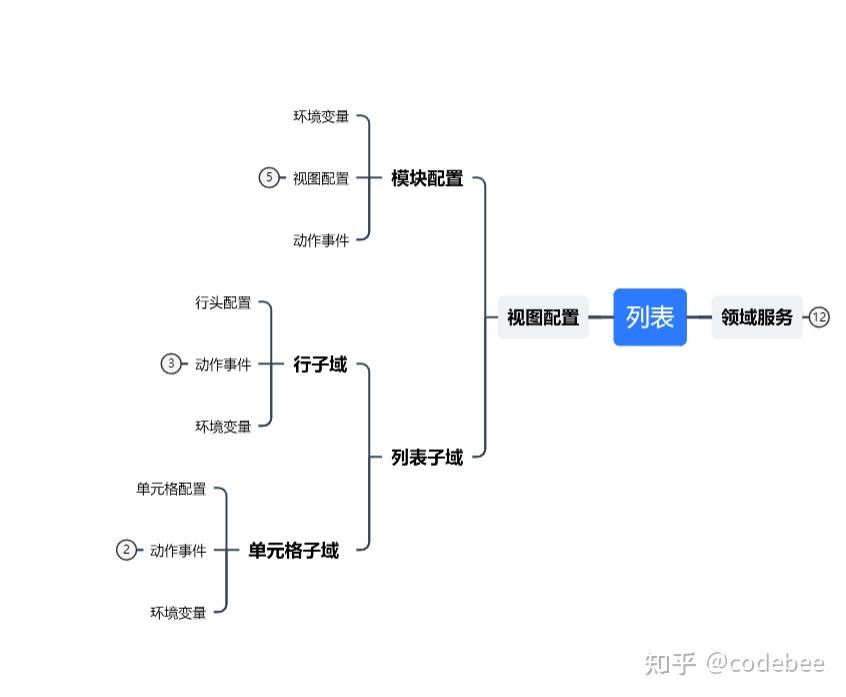 环境变量
5
视图配置
模块配置
动作事件
行头配置
视图配置
列表
领域服务
12
3
动作事件
行子域
环境变量
列表子域
单元格配置
2
动作事件
单元格子域
环境变量
知乎 @codebee